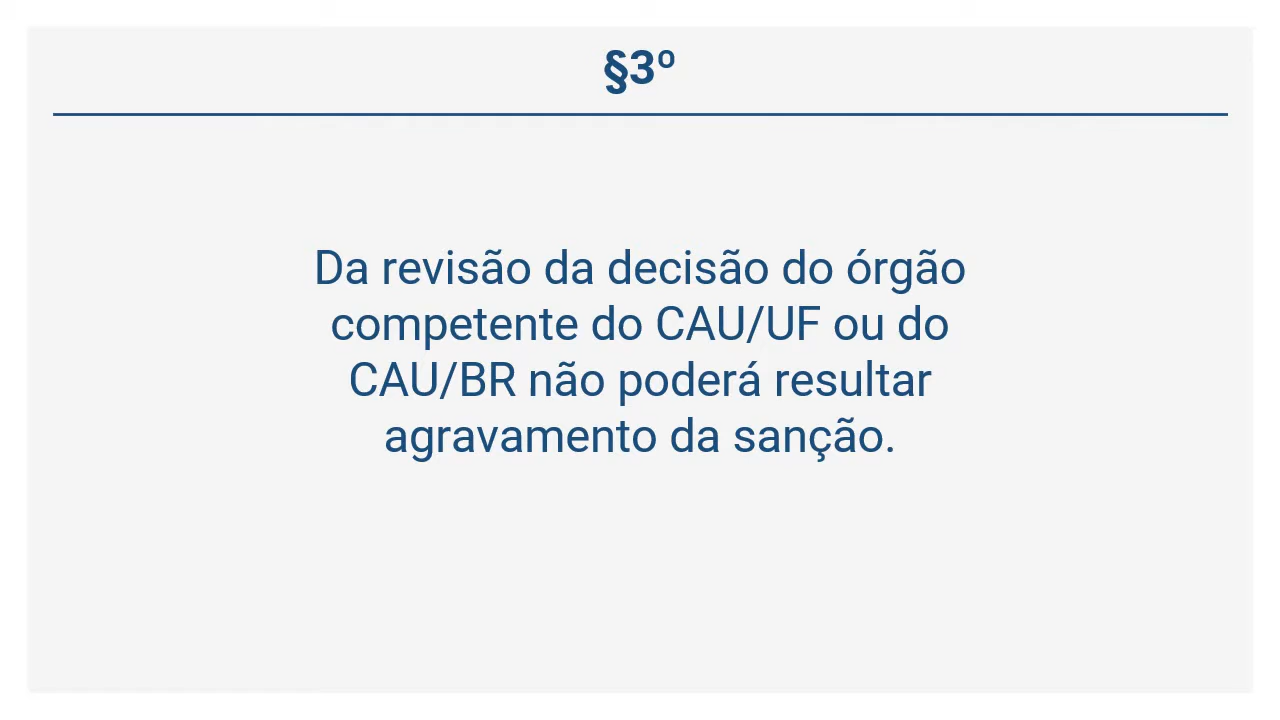 §3º
Da revisão da decisão do órgão
competente do CAU/UF ou do
CAU/BR não poderá resultar
agravamento da sanção.